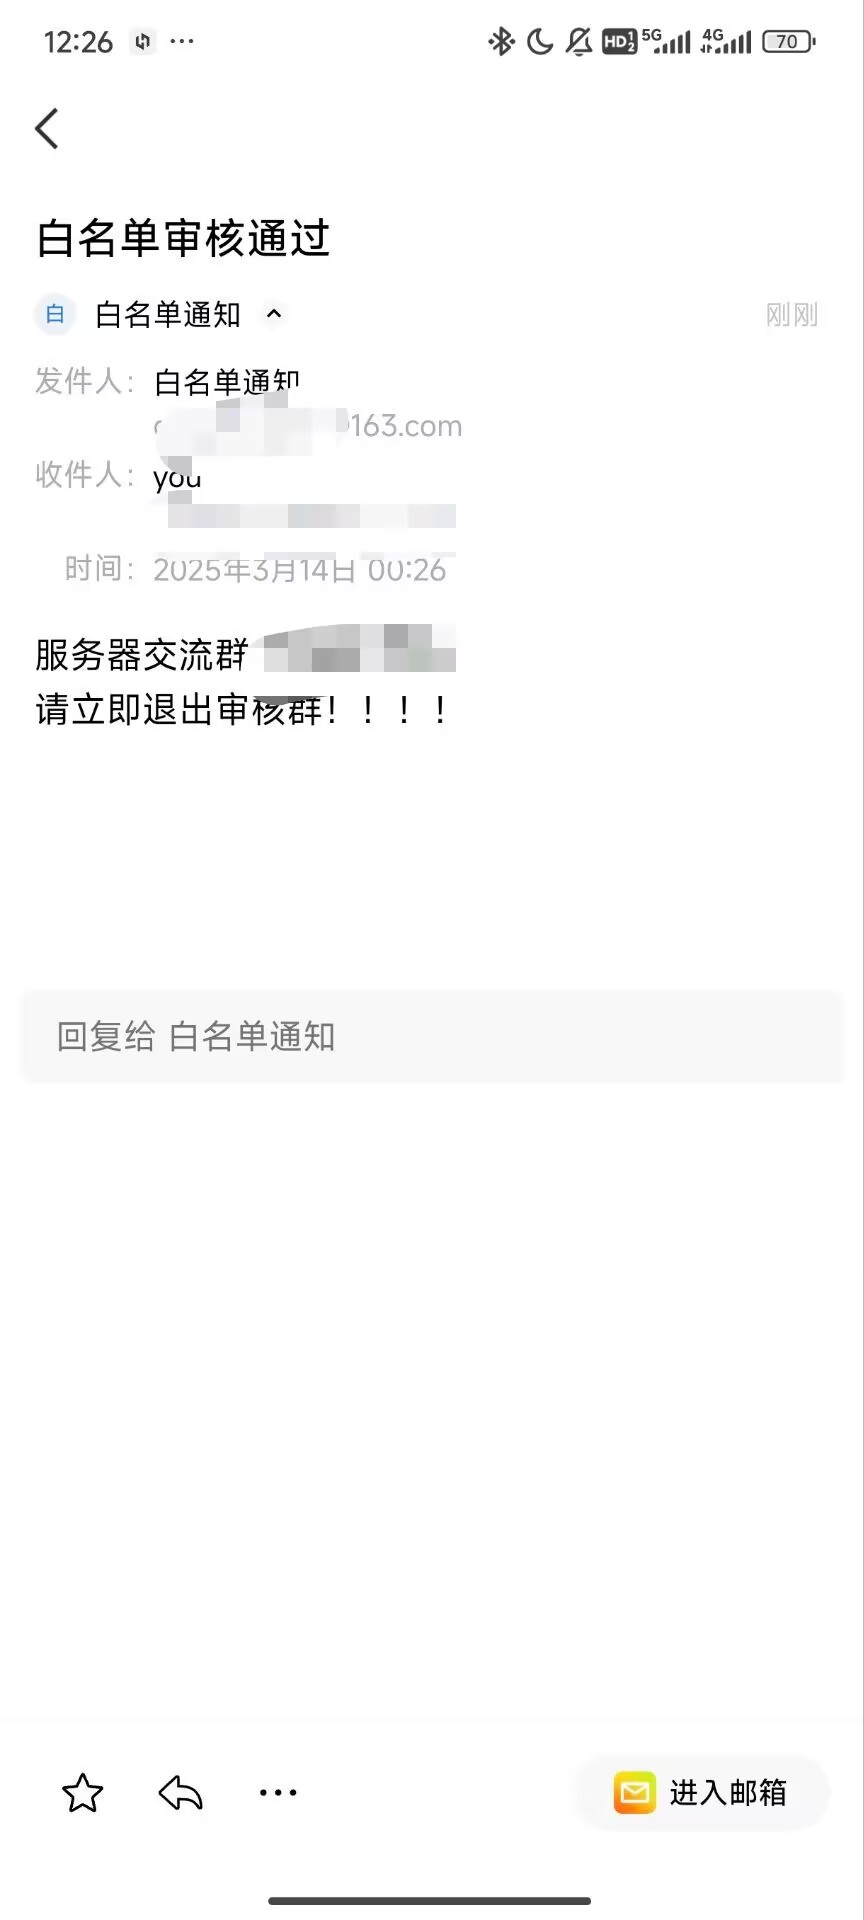 12:26
HD 1 2 5G 4G 70
白名单审核通过
白 白名单通知 刚刚
发件人: 白名单通知
163.com
收件人: you
时间: 2025年3月14日 00:26
服务器交流群
请立即退出审核群！！！！
回复给 白名单通知
进入邮箱